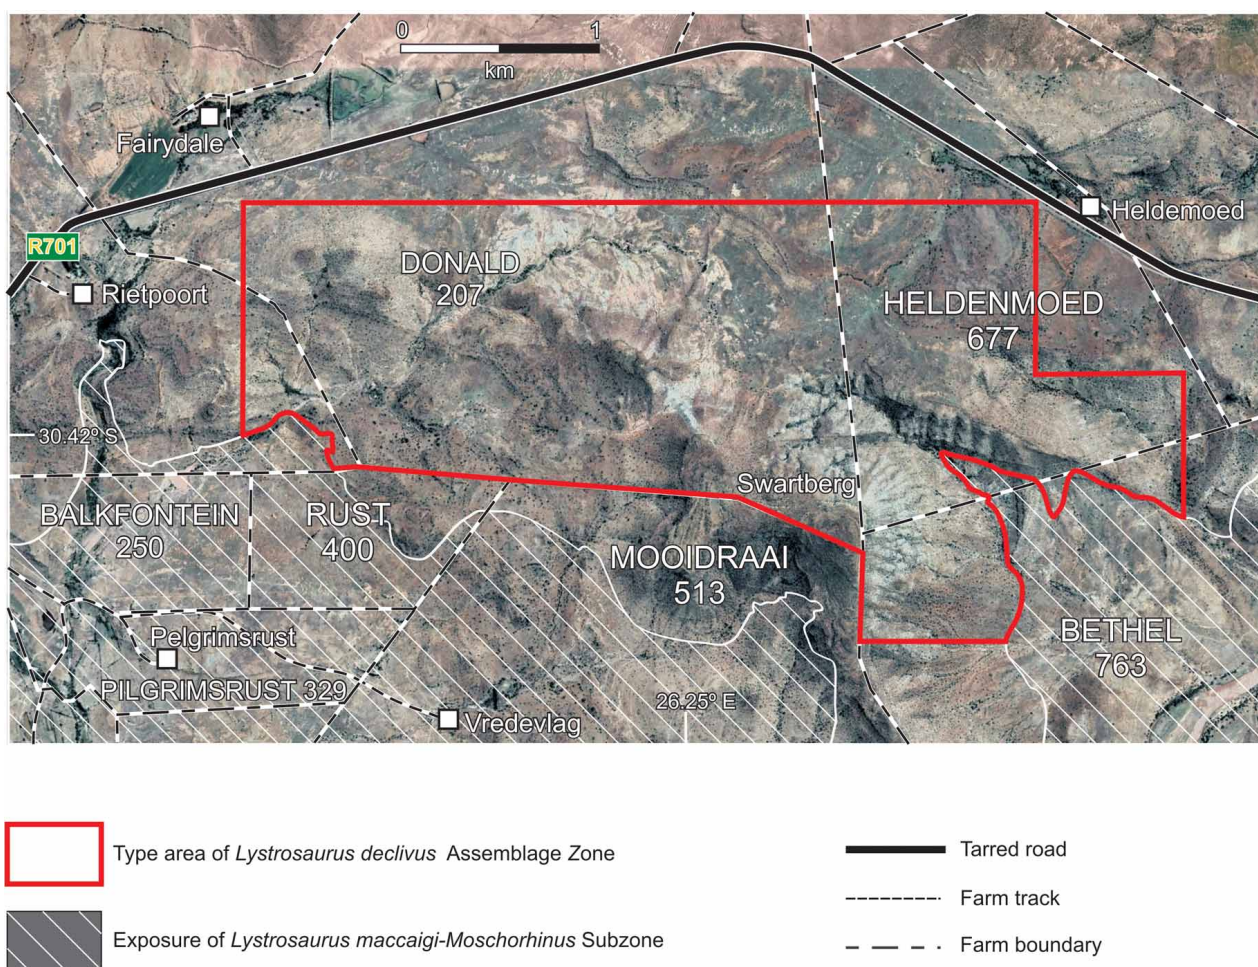 0 1
km
Fairydale
Heldemoed
R701
Rietpoort
DONALD
207
HELDENMOED
677
30.42º S
Swartberg
BALKFONTEIN
250
RUST
400
MOOIDRAAI
513
BETHEL
763
Pelgrimsrust
PILGRIMSRUST 329
26.25º E
Vredevlag
Type area of Lystrosaurus declivus Assemblage Zone
Exposure of Lystrosaurus maccaigi-Moschorhinus Subzone
Tarred road
Farm track
Farm boundary